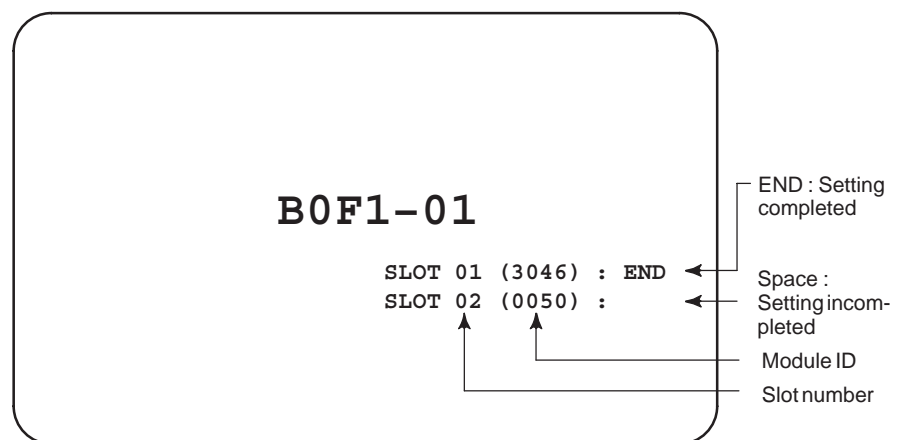 B0F1-01
SLOT 01 (3046) : END
SLOT 02 (0050) :
END : Setting
completed
Space :
Setting incom-
pleted
Module ID
Slot number